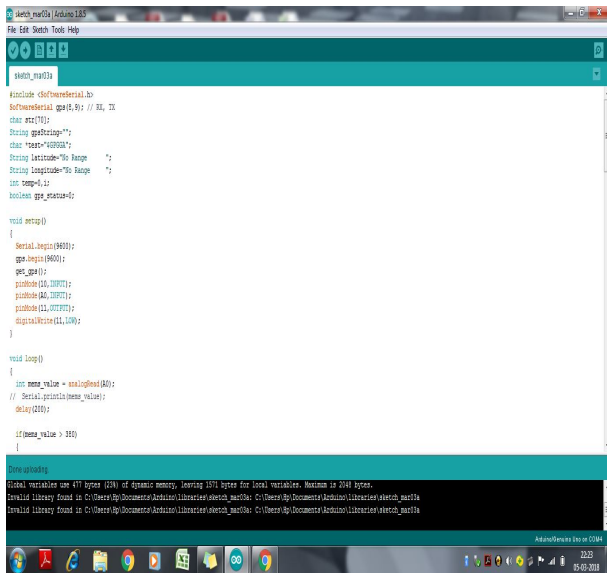 sketch_mar03a | Arduino 1.8.5
File Edit Sketch Tools Help
sketch_mar03a
#include <SoftwareSerial.h>
SoftwareSerial gps(8,9); // RX, TX
char str[70];
String gpsString="";
char *test="$GPGGA";
String latitude="No Range      ";
String longitude="No Range     ";
int temp=0,i;
boolean gps_status=0;
void setup()
{
  Serial.begin(9600);
  gps.begin(9600);
  get_gps();
  pinMode(10,INPUT);
  pinMode(A0,INPUT);
  pinMode(11,OUTPUT);
  digitalWrite(11,LOW);
}
void loop()
{
  int mems_value = analogRead(A0);
//  Serial.println(mems_value);
  delay(200);
  if(mems_value > 380)
  {
Done uploading.
Global variables use 477 bytes (23%) of dynamic memory, leaving 1571 bytes for local variables. Maximum is 2048 bytes.
Invalid library found in C:\Users\Hp\Documents\Arduino\libraries\sketch_mar03a: C:\Users\Hp\Documents\Arduino\libraries\sketch_mar03a
Invalid library found in C:\Users\Hp\Documents\Arduino\libraries\sketch_mar03a: C:\Users\Hp\Documents\Arduino\libraries\sketch_mar03a
Arduino/Genuino Uno on COM4
22:23
05-03-2018